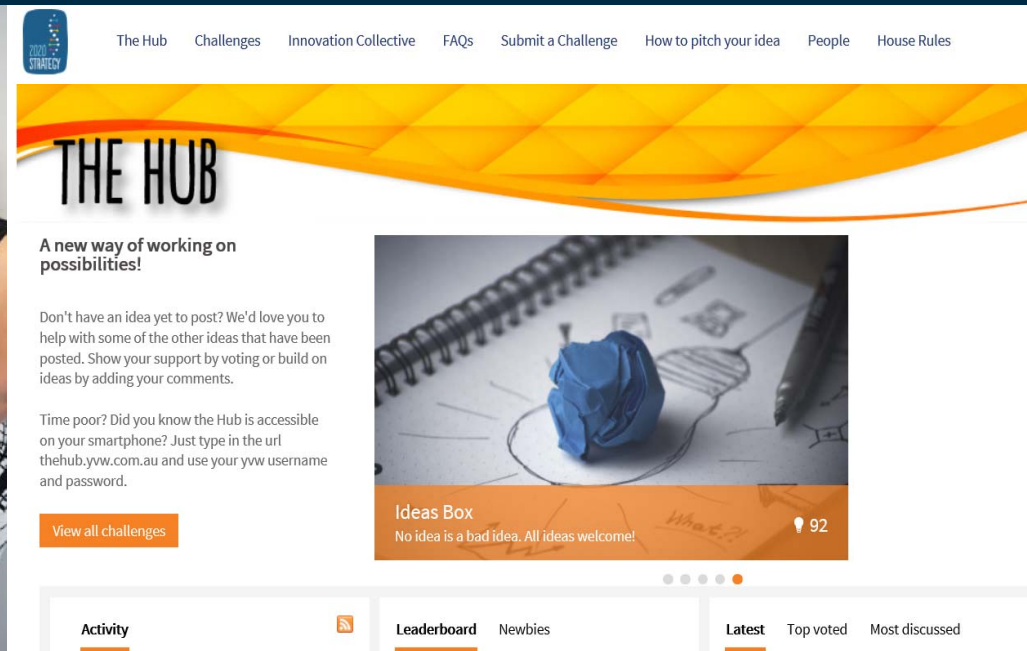 2020
STRATEGY
The Hub Challenges Innovation Collective FAQs Submit a Challenge How to pitch your idea People House Rules
THE HUB
A new way of working on
possibilities!
Don't have an idea yet to post? We'd love you to
help with some of the other ideas that have been
posted. Show your support by voting or build on
ideas by adding your comments.
Time poor? Did you know the Hub is accessible
on your smartphone? Just type in the url
thehub.yvw.com.au and use your yvw username
and password.
View all challenges
What?!
Ideas Box
No idea is a bad idea. All ideas welcome!
92
Activity
Leaderboard Newbies
Latest Top voted Most discussed